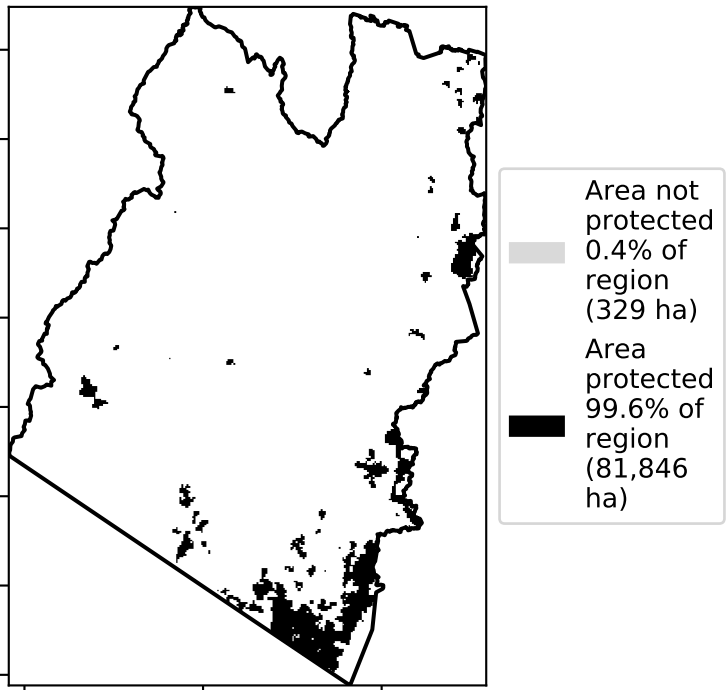 Area not
protected
0.4% of
region
(329 ha)
Area
protected
99.6% of
region
(81,846
ha)